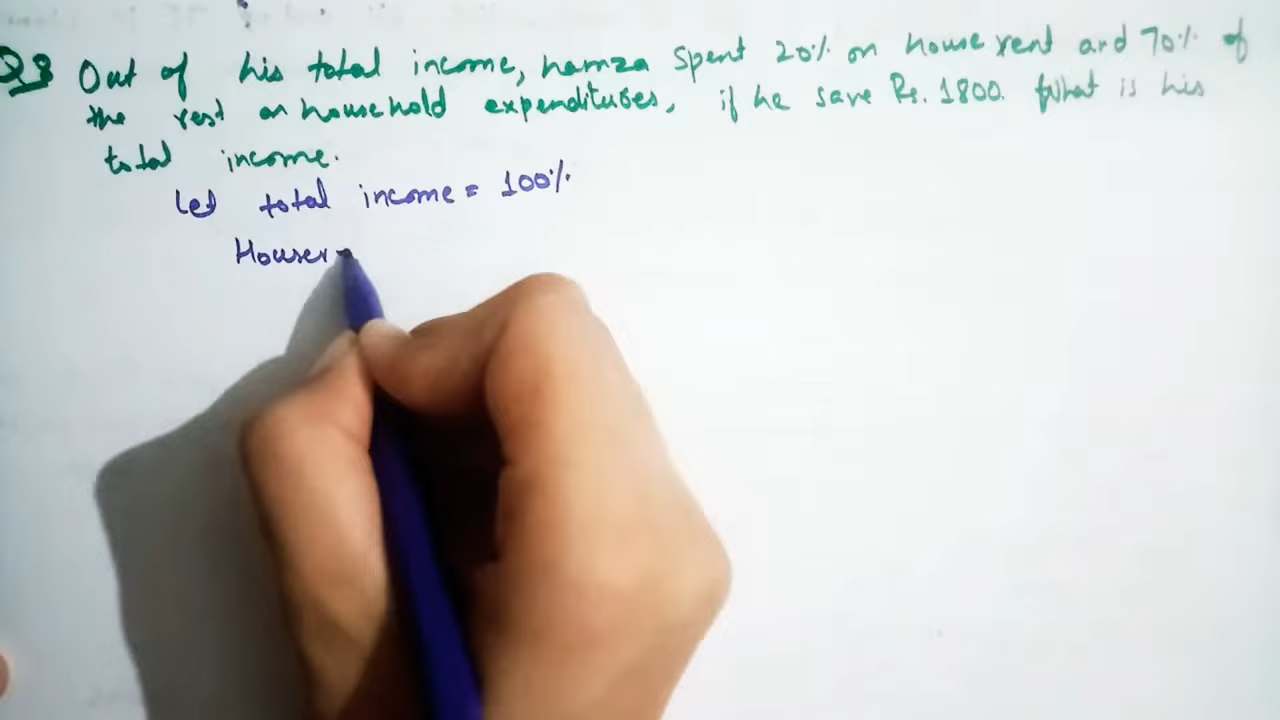 Q3 Out of his total income, hamza spent 20% on house rent and 70% of
the rest on household expenditures, if he save Rs. 1800. What is his
total income.
Let total income = 100%
Houser